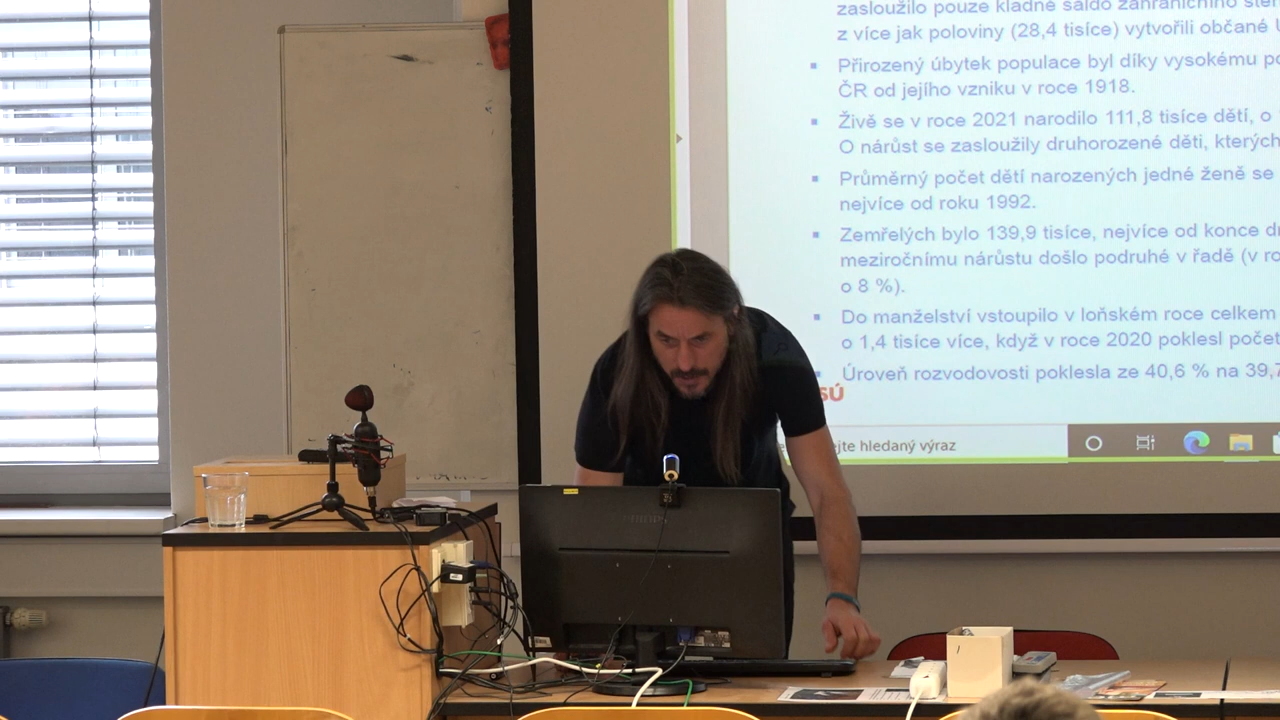 zasloužilo pouze kladné saldo zahraničního
z více jak poloviny (28,4 tisíce) vytvořili občané
▪ Přirozený úbytek populace byl díky vysokému
ČR od jejího vzniku v roce 1918.
▪ Živě se v roce 2021 narodilo 111,8 tisíce dětí, o
O nárůst se zasloužily druhorozené děti, kterých
▪ Průměrný počet dětí narozených jedné ženě se
nejvíce od roku 1992.
▪ Zemřelých bylo 139,9 tisíce, nejvíce od konce
meziročnímu nárůstu došlo podruhé v řadě (v
o 8 %).
▪ Do manželství vstoupilo v loňském roce celkem
o 1,4 tisíce více, když v roce 2020 poklesl počet
▪ Úroveň rozvodovosti poklesla ze 40,6 % na 39,7
SÚ
ejte hledaný výraz
PHILIPS